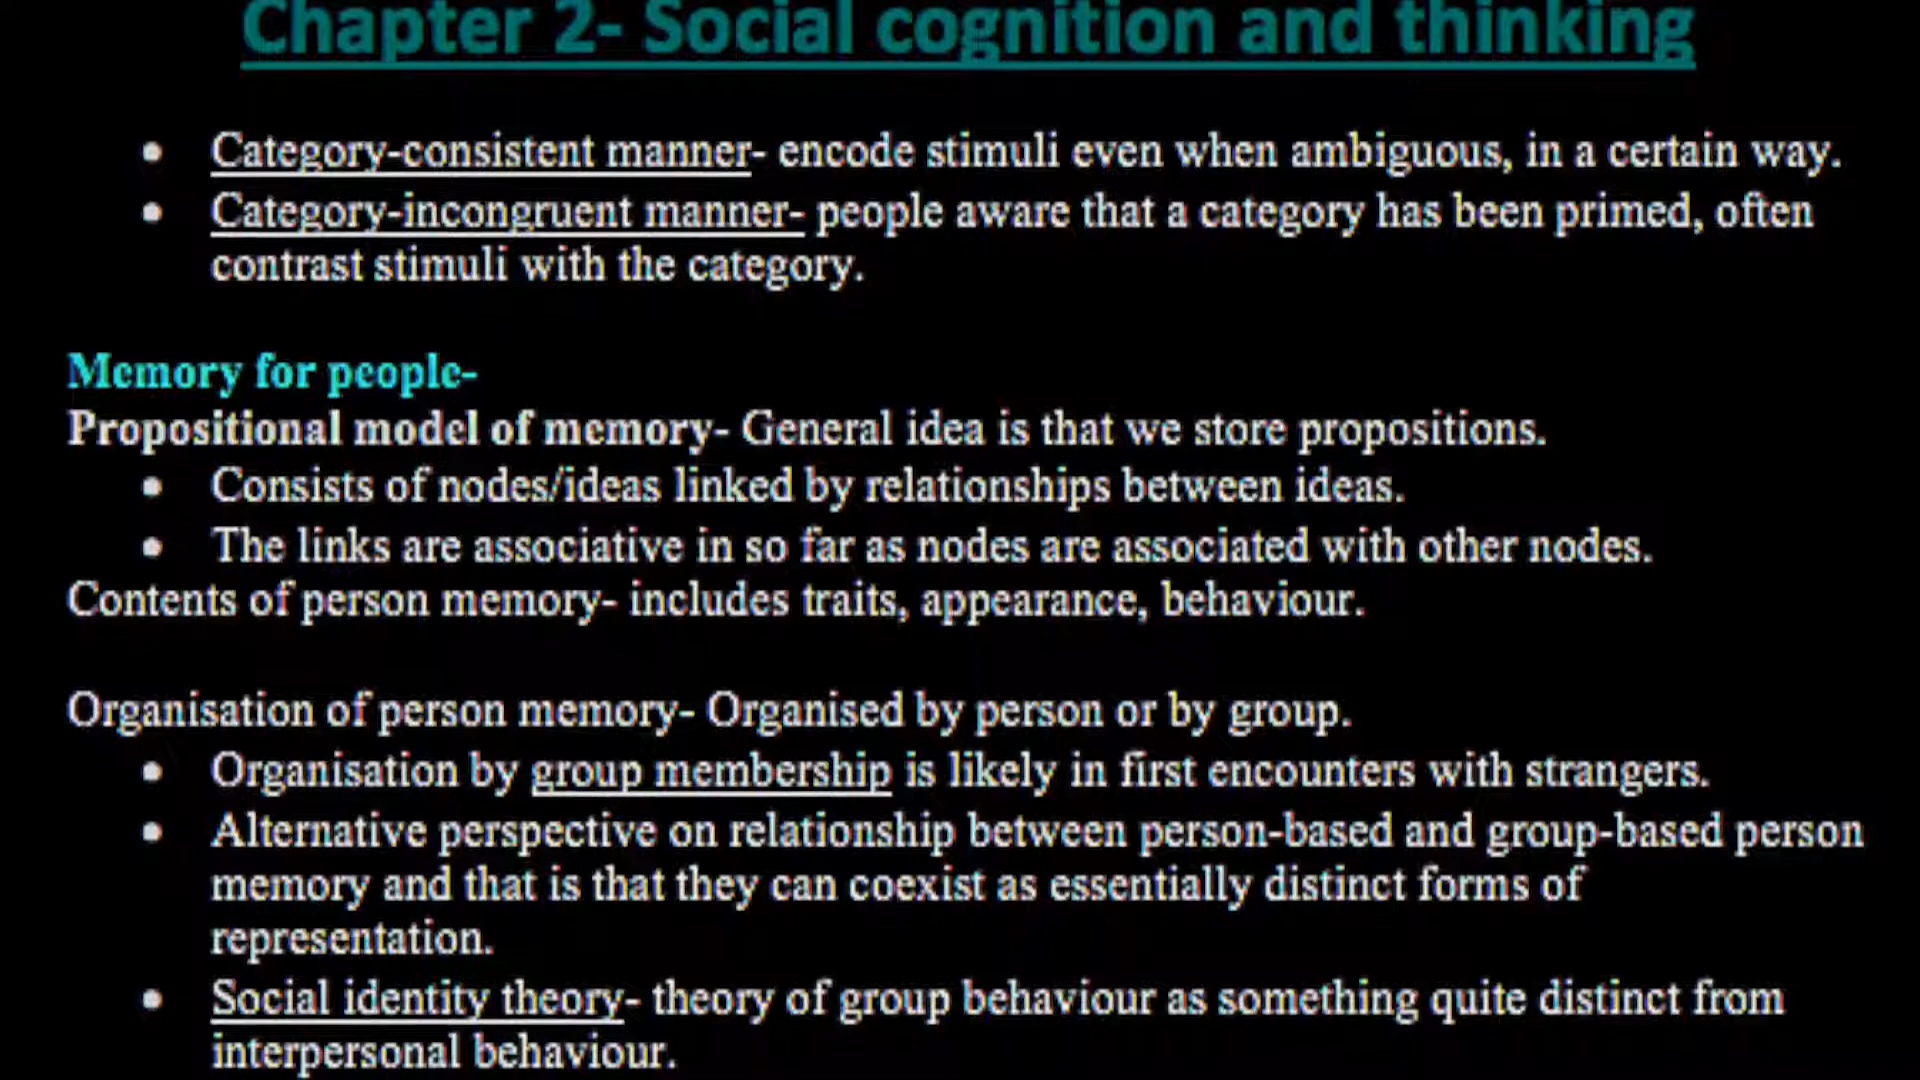 Chapter 2- Social cognition and thinking
• Category-consistent manner- encode stimuli even when ambiguous, in a certain way.
• Category-incongruent manner- people aware that a category has been primed, often
contrast stimuli with the category.
Memory for people-
Propositional model of memory- General idea is that we store propositions.
• Consists of nodes/ideas linked by relationships between ideas.
• The links are associative in so far as nodes are associated with other nodes.
Contents of person memory- includes traits, appearance, behaviour.
Organisation of person memory- Organised by person or by group.
• Organisation by group membership is likely in first encounters with strangers.
• Alternative perspective on relationship between person-based and group-based person
memory and that is that they can coexist as essentially distinct forms of
representation.
• Social identity theory- theory of group behaviour as something quite distinct from
interpersonal behaviour.